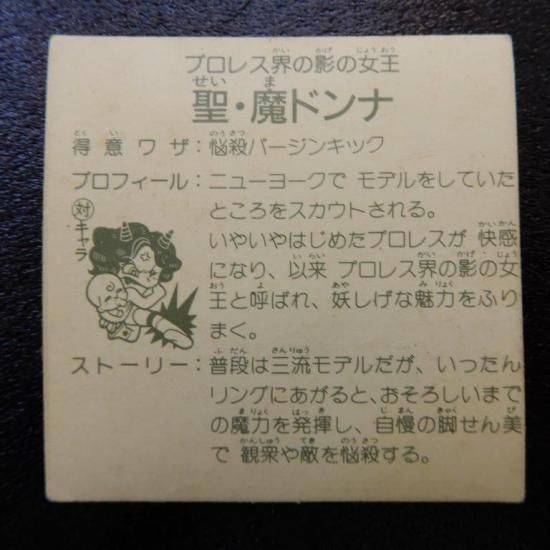 プロレス界の影の女王
聖・魔ドンナ
得意ワザ：悩殺バージンキック
プロフィール：ニューヨークで モデルをしていた
ところをスカウトされる。
いやいやはじめたプロレスが 快感
になり、以来 プロレス界の影の女
王と呼ばれ、妖しげな魅力をふり
まく。
対キャラ
ストーリー：普段は三流モデルだが、いったん
リングにあがると、おそろしいまで
の魔力を発揮し、自慢の脚せん美
で 観衆や敵を悩殺する。